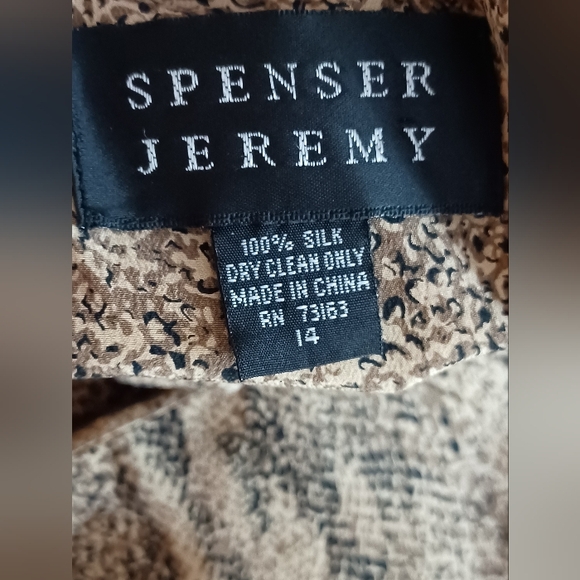 SPENSER
JEREMY
100% SILK
DRY CLEAN ONLY
MADE IN CHINA
RN 73163
14